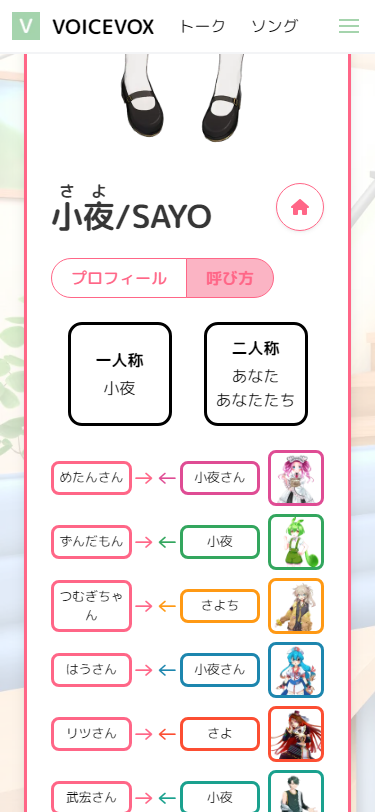 V VOICEVOX トーク ソング
さ よ
小夜/SAYO
プロフィール 呼び方
一人称
小夜
二人称
あなた
あなたたち
めたんさん 小夜さん
ずんだもん 小夜
つむぎちゃ
ん
さよち
はうさん 小夜さん
リツさん さよ
武宏さん 小夜